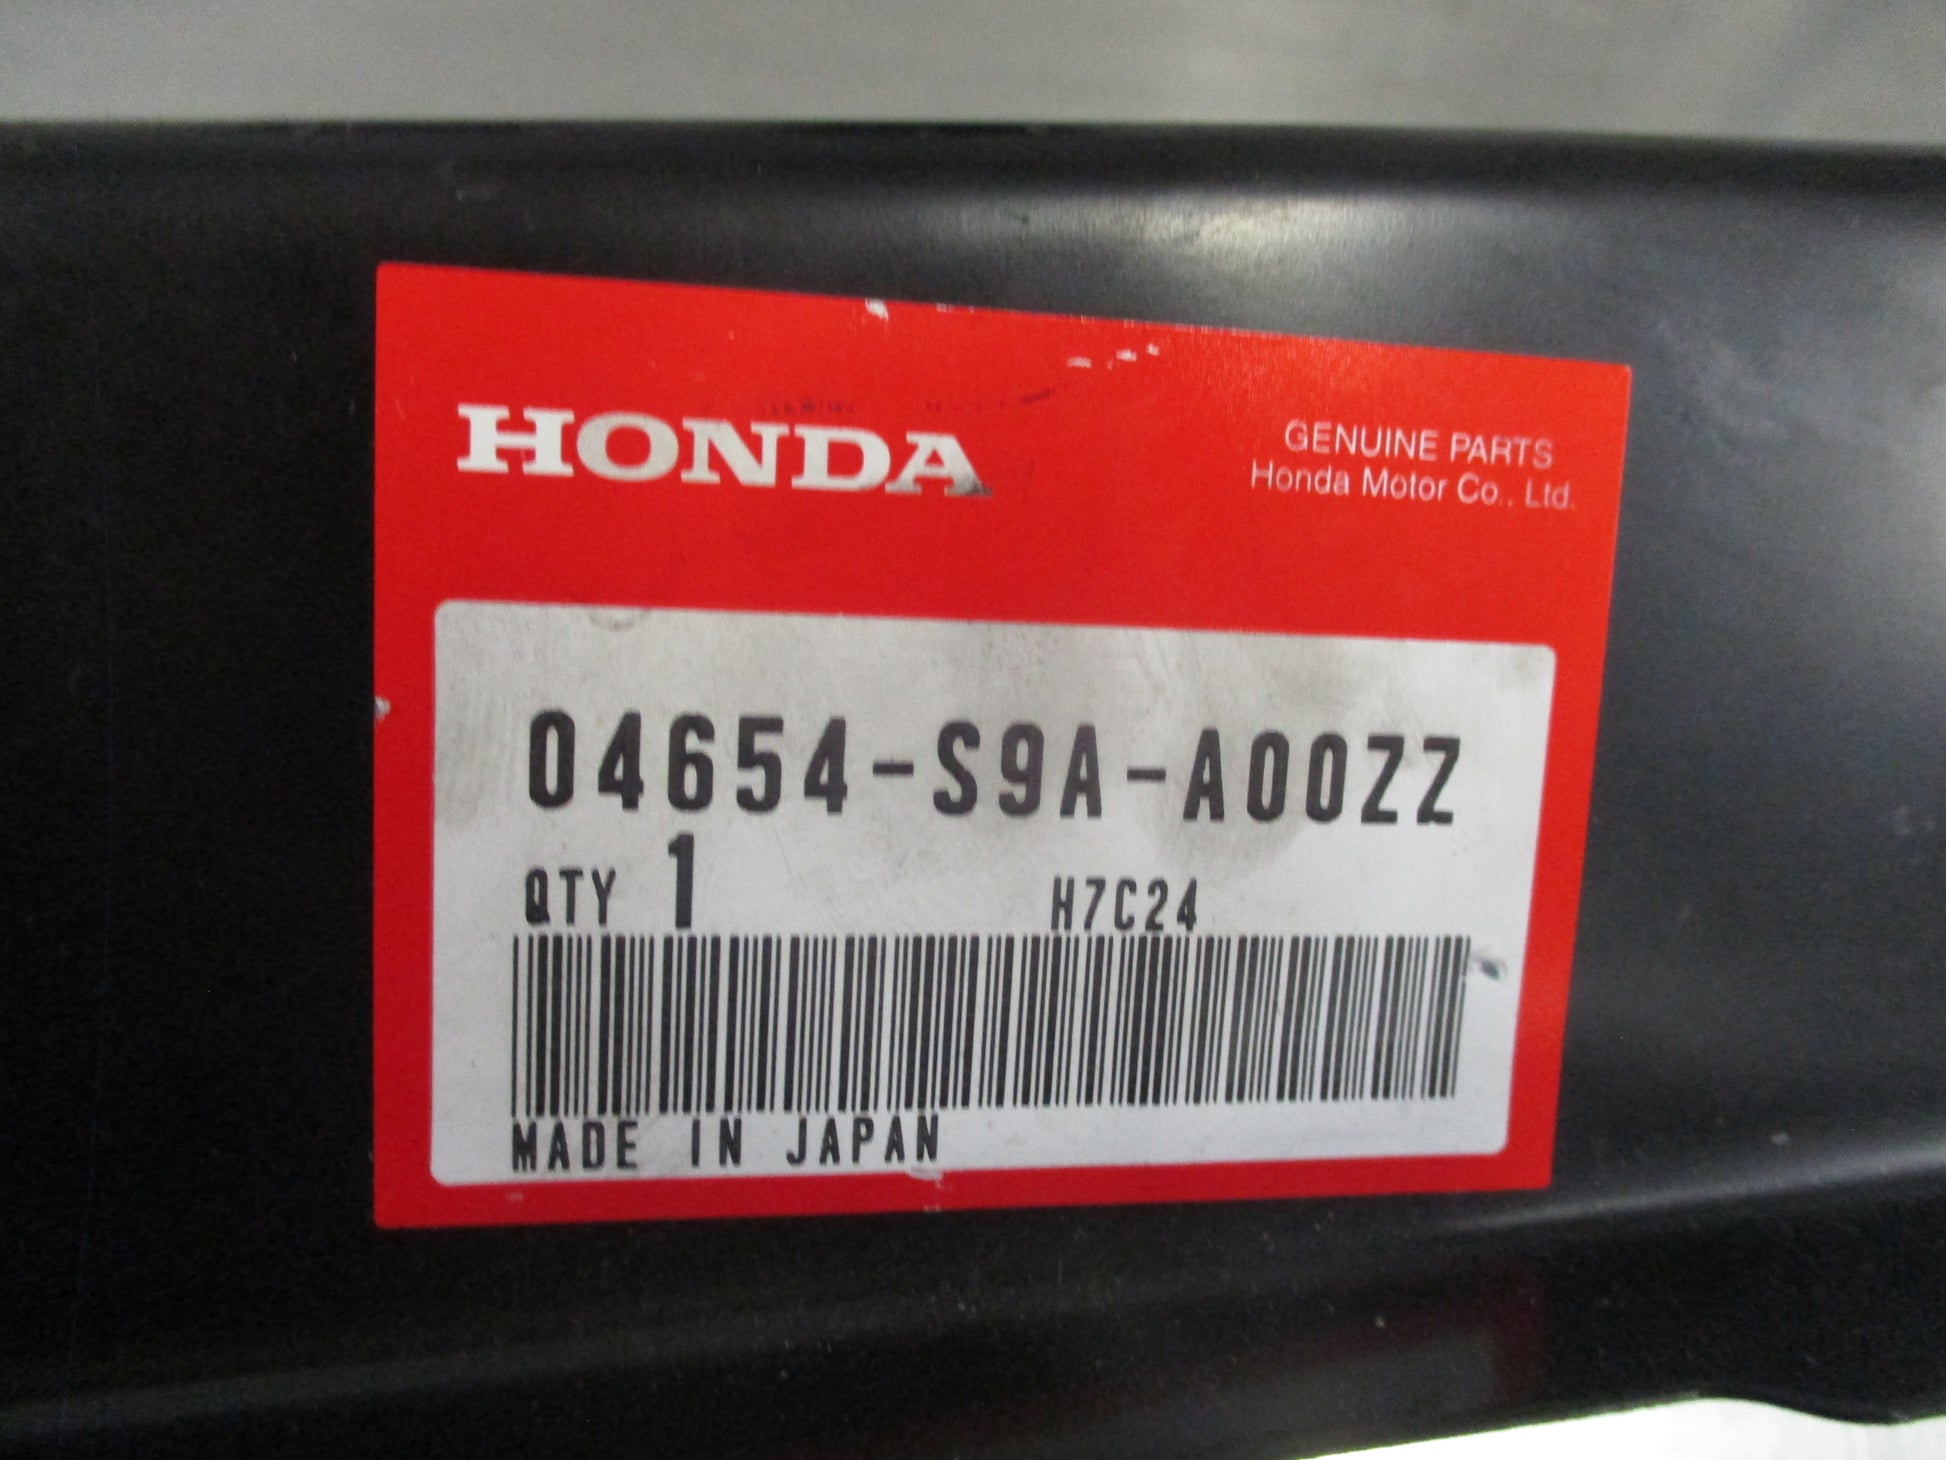 HONDA
GENUINE PARTS
Honda Motor Co., Ltd.
04654-S9A-A00ZZ
QTY 1 H7C24
MADE IN JAPAN